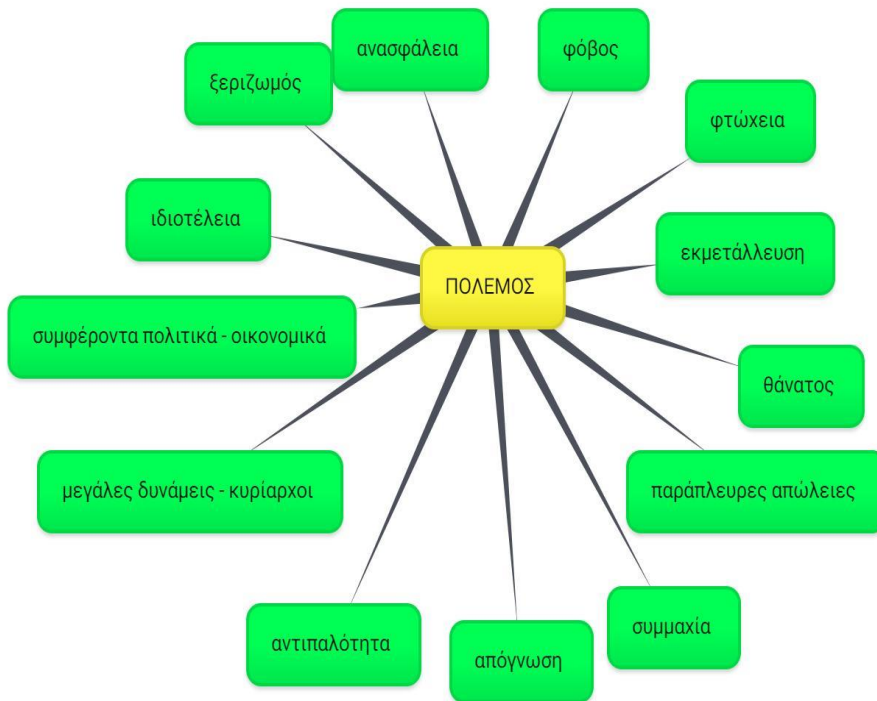 ανασφάλεια
φόβος
ξεριζωμός
φτώχεια
ιδιοτέλεια
εκμετάλλευση
ΠΟΛΕΜΟΣ
συμφέροντα πολιτικά - οικονομικά
θάνατος
μεγάλες δυνάμεις - κυρίαρχοι
παράπλευρες απώλειες
συμμαχία
αντιπαλότητα
απόγνωση